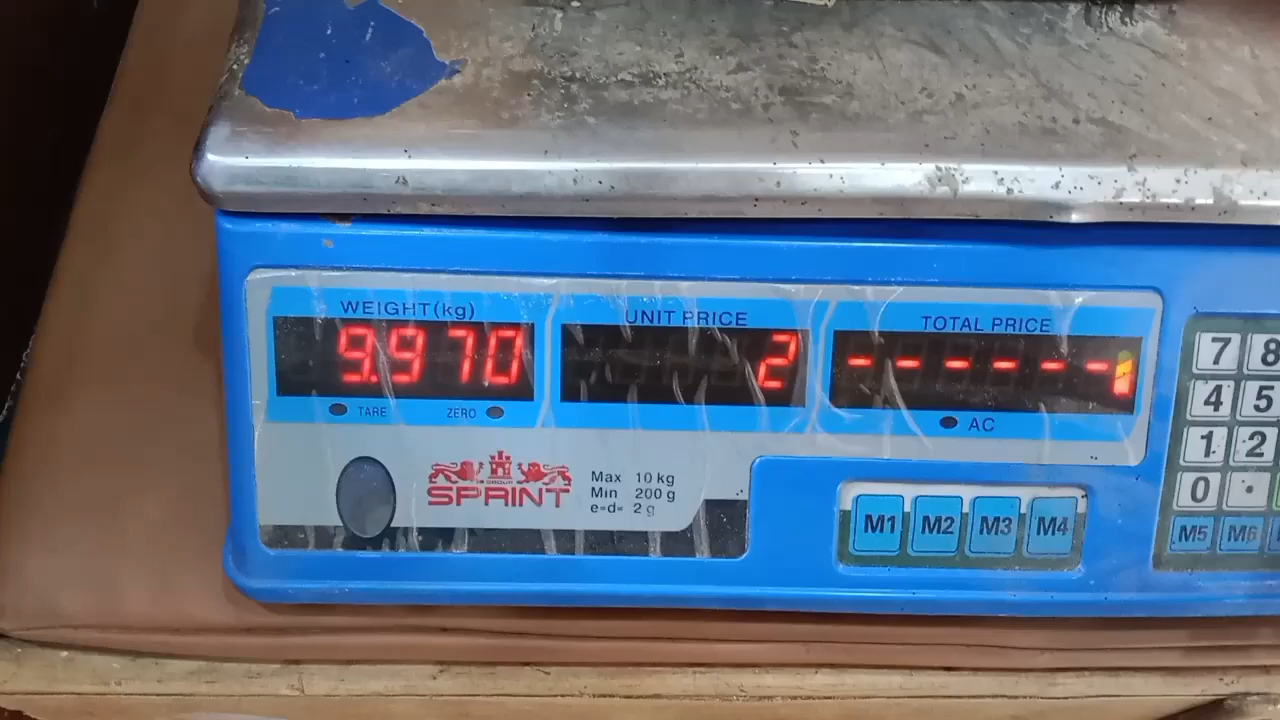 WEIGHT(kg)
UNIT PRICE
TOTAL PRICE
9.970
2
- - - - - -
TARE
ZERO
AC
GROUP
SPRINT
Max 10 kg
Min 200 g
e=d= 2 g
M1 M2 M3 M4
7 8
4 5
1 2
0 .
M5 M6